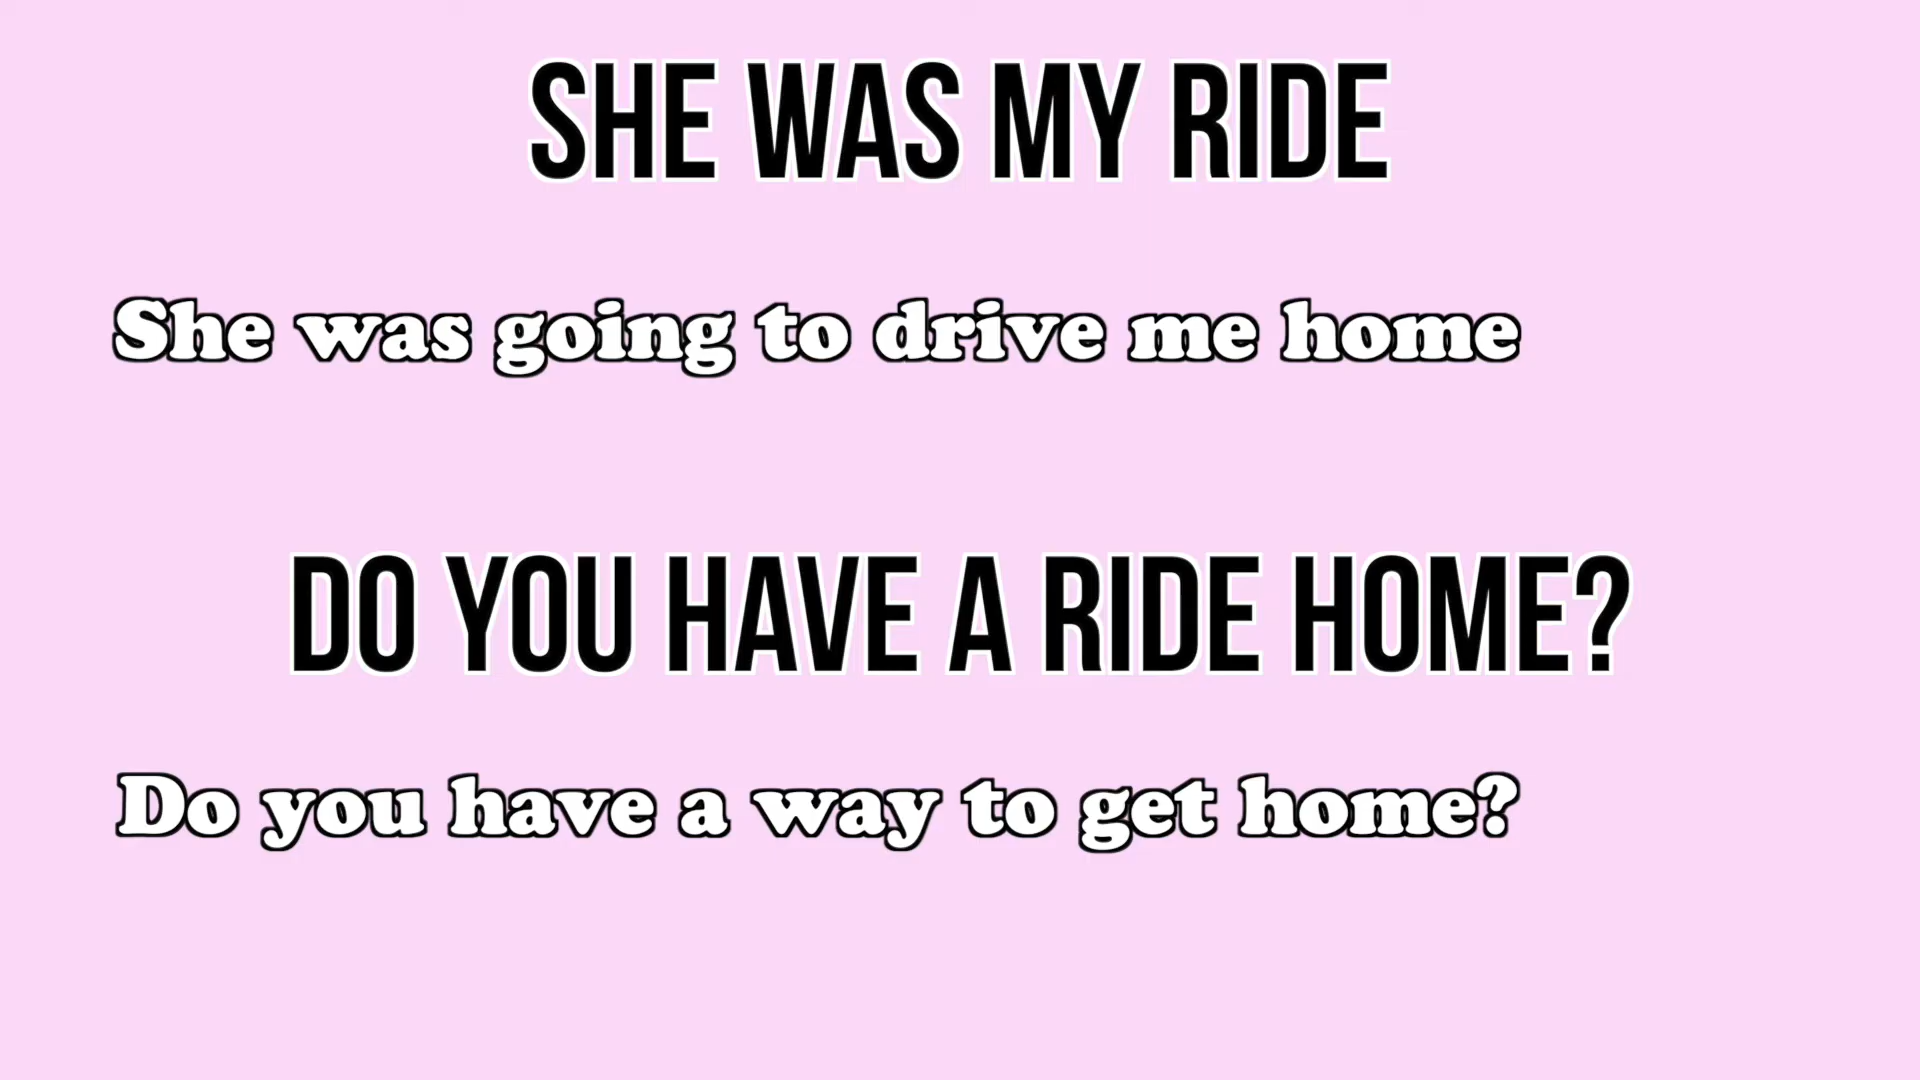 SHE WAS MY RIDE
She was going to drive me home
DO YOU HAVE A RIDE HOME?
Do you have a way to get home?